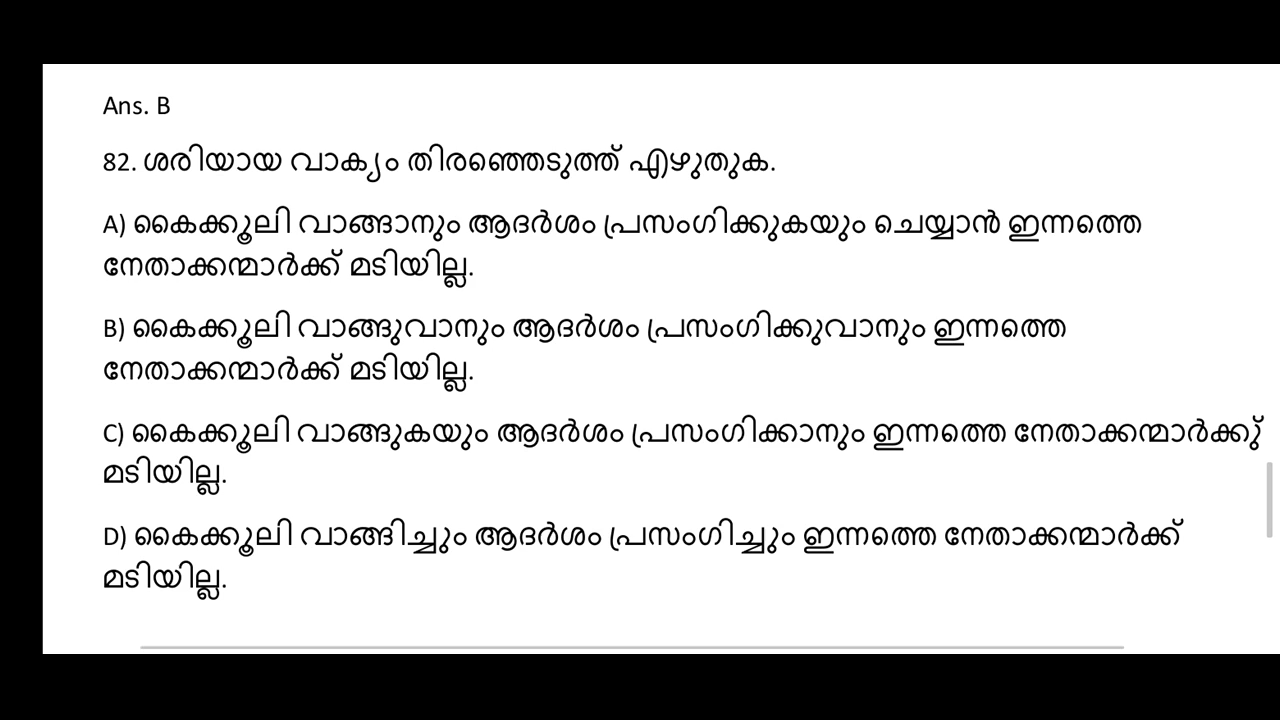 Ans. B
82. ശരിയായ വാക്യം തിരഞ്ഞെടുത്ത് എഴുതുക.
A) കൈക്കൂലി വാങ്ങാനും ആദർശം പ്രസംഗിക്കുകയും ചെയ്യാൻ ഇന്നത്തെ
നേതാക്കന്മാർക്ക് മടിയില്ല.
B) കൈക്കൂലി വാങ്ങുവാനും ആദർശം പ്രസംഗിക്കുവാനും ഇന്നത്തെ
നേതാക്കന്മാർക്ക് മടിയില്ല.
C) കൈക്കൂലി വാങ്ങുകയും ആദർശം പ്രസംഗിക്കാനും ഇന്നത്തെ നേതാക്കന്മാർക്കു്
മടിയില്ല.
D) കൈക്കൂലി വാങ്ങിച്ചും ആദർശം പ്രസംഗിച്ചും ഇന്നത്തെ നേതാക്കന്മാർക്ക്
മടിയില്ല.